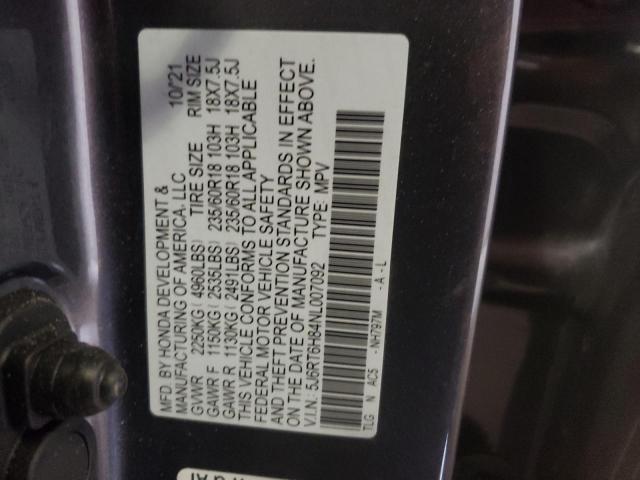 MFD. BY HONDA DEVELOPMENT & 10/21
MANUFACTURING OF AMERICA, LLC
GVWR 2250KG( 4960LBS) TIRE SIZE RIM SIZE
GAWR F 1150KG( 2535LBS) 235/60R18 103H 18X7.5J
GAWR R 1130KG( 2491LBS) 235/60R18 103H 18X7.5J
THIS VEHICLE CONFORMS TO ALL APPLICABLE
FEDERAL MOTOR VEHICLE SAFETY
AND THEFT PREVENTION STANDARDS IN EFFECT
ON THE DATE OF MANUFACTURE SHOWN ABOVE.
V.I.N.: 5J6RT6H84NL007092 TYPE: MPV
TLG N AC5 -NH797M -A-L